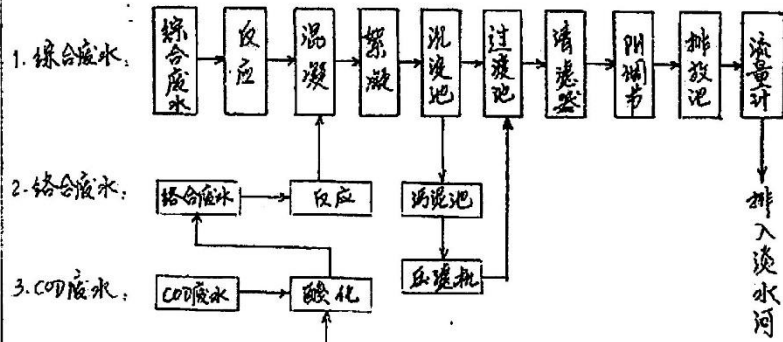 1. 综合废水:
综合废水
反应
混凝
絮凝
沉淀池
过渡池
清滤器
PH调节
排放池
流量计
2. 络合废水:
络合废水
反应
污泥池
排入淡水河
3. COD废水:
COD废水
酸化
压滤机